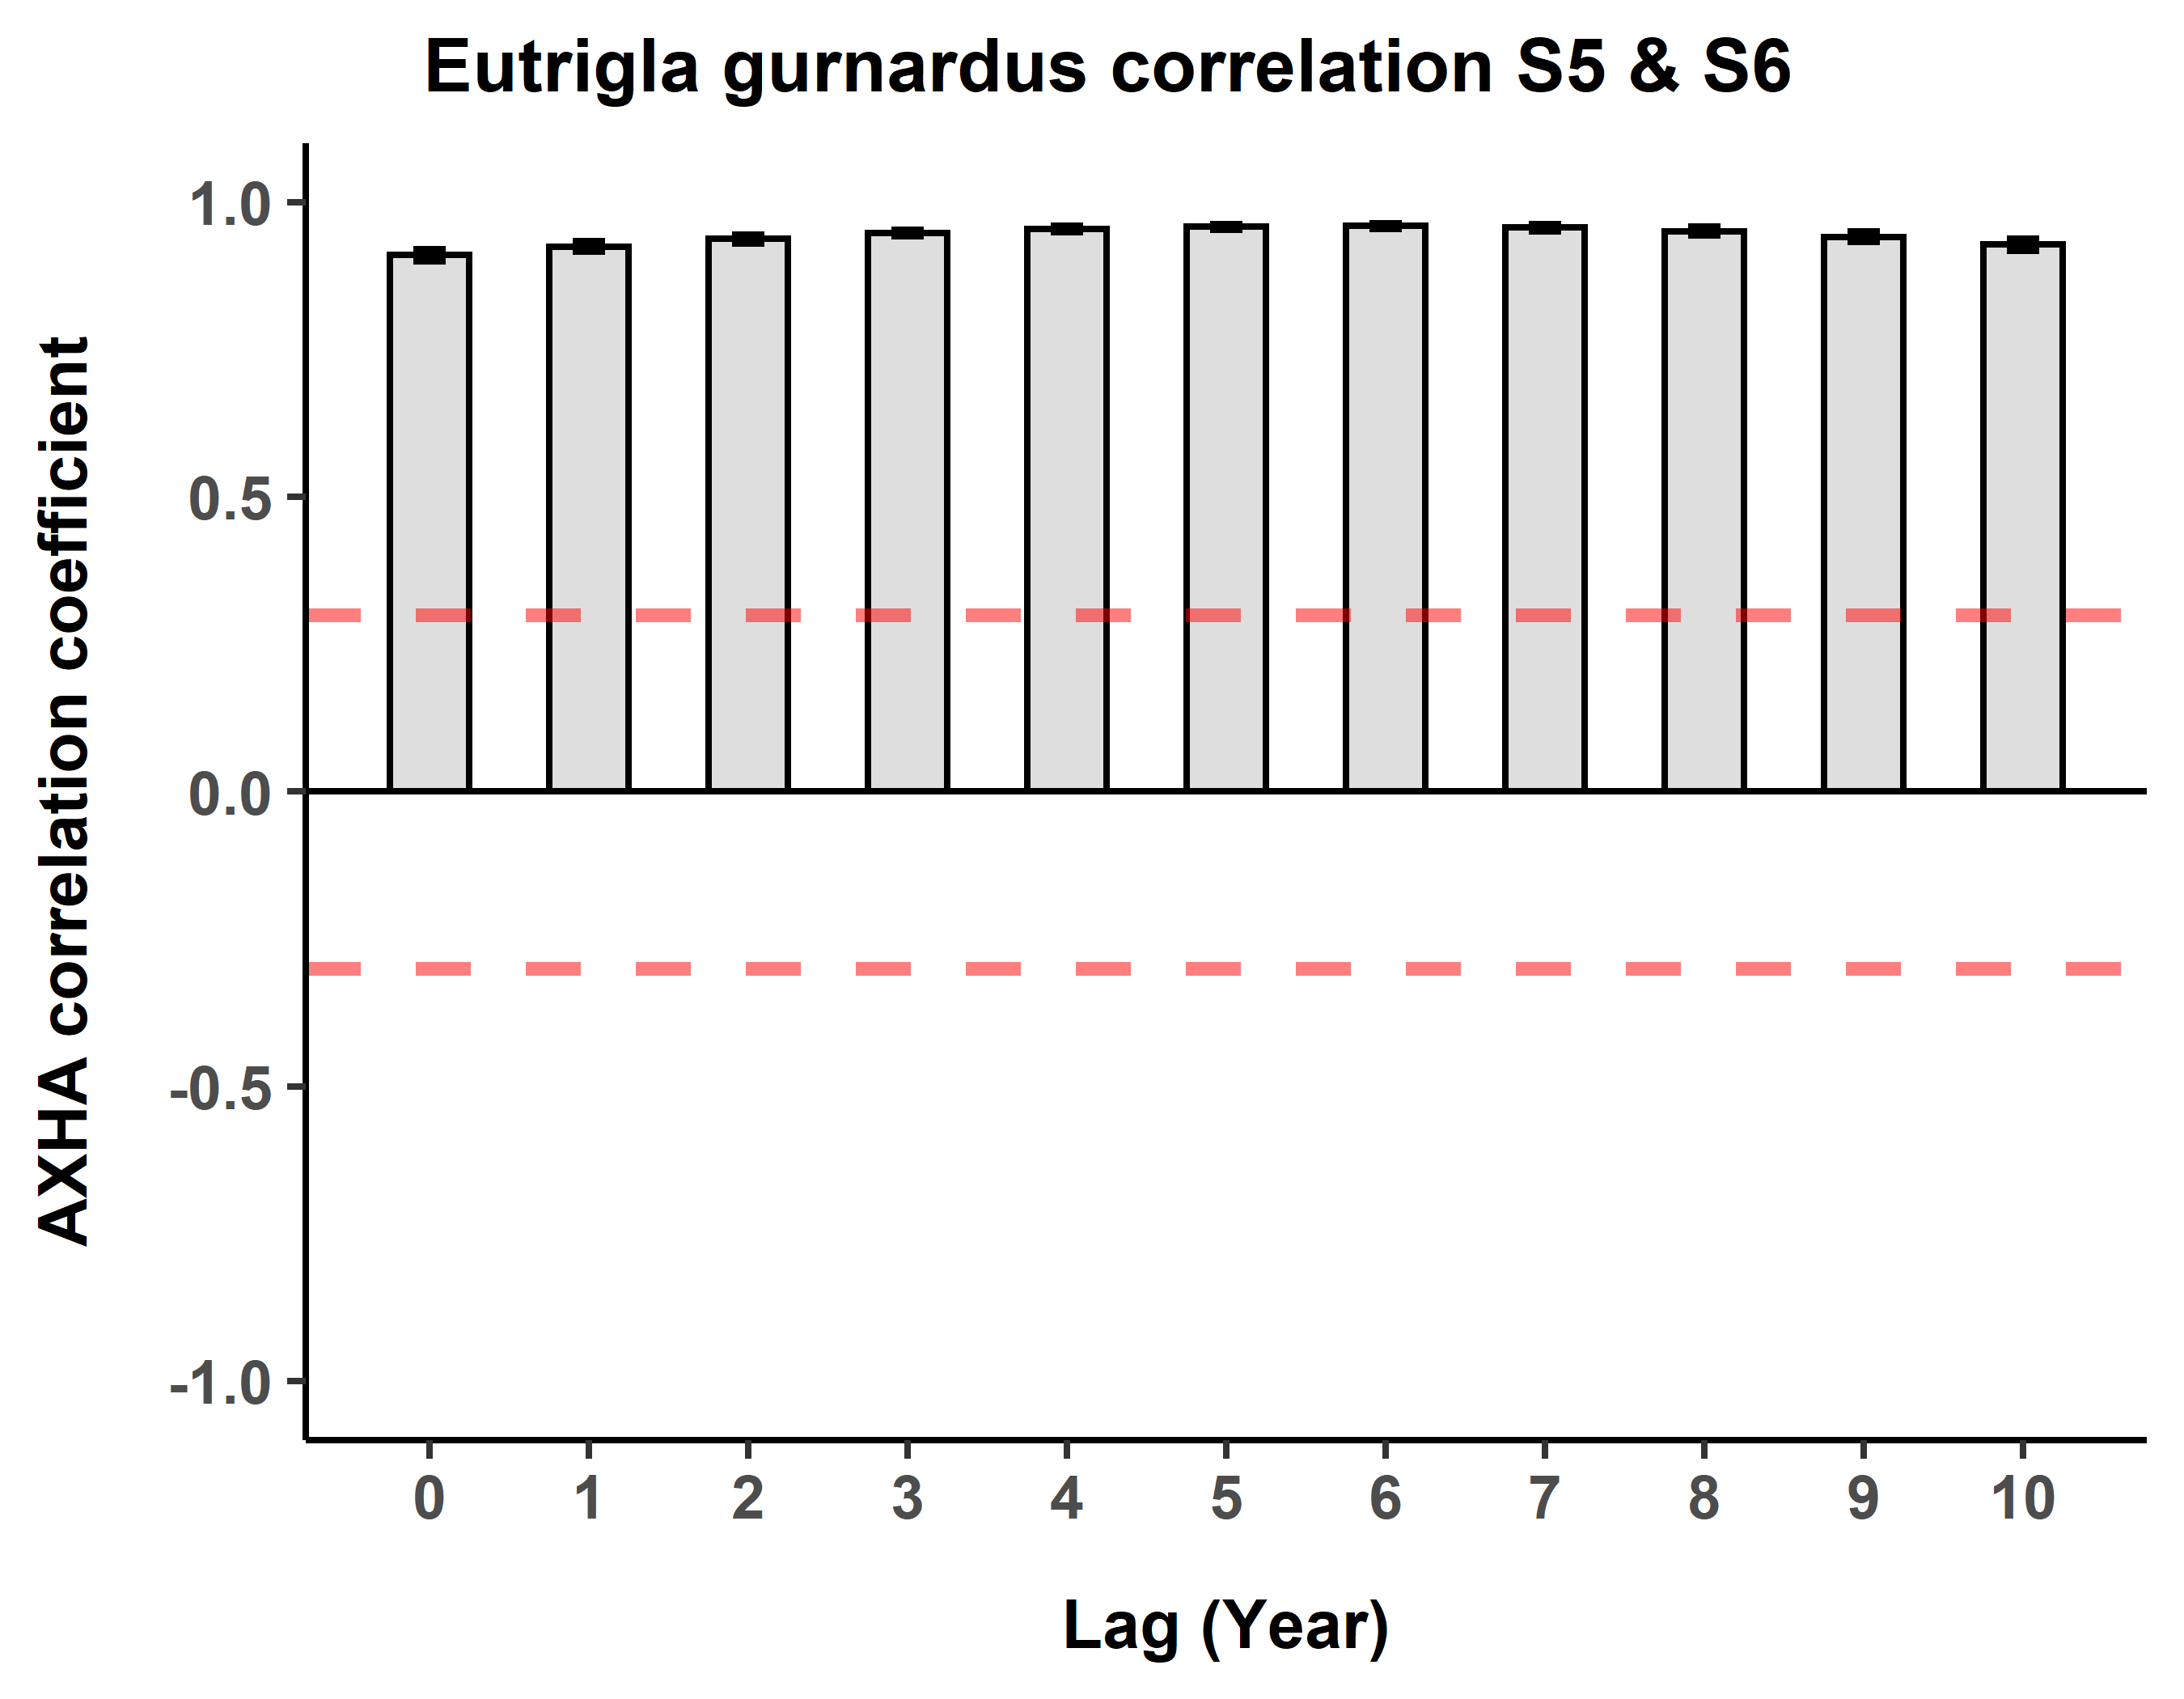 Eutrigla gurnardus correlation S5 & S6
AXHA correlation coefficient
1.0
0.5
0.0
-0.5
-1.0
0 1 2 3 4 5 6 7 8 9 10
Lag (Year)